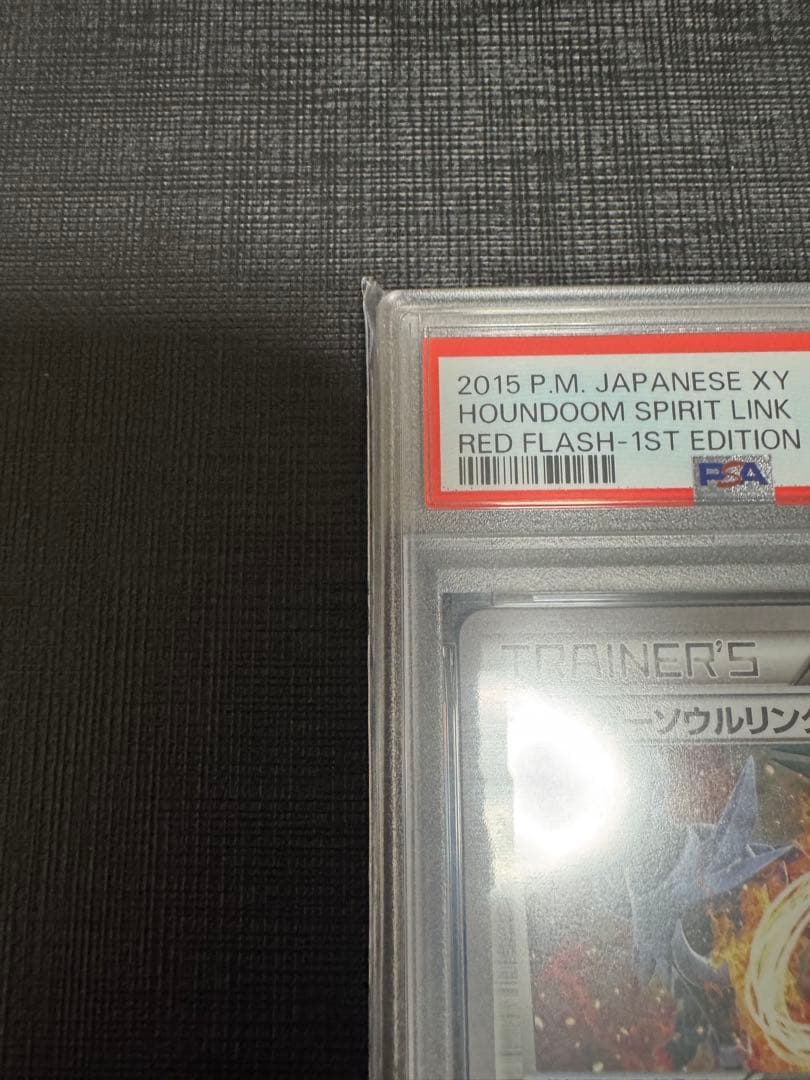 2015 P.M. JAPANESE XY
HOUNDOOM SPIRIT LINK
RED FLASH-1ST EDITION
PSA
TRAINER'S
ーソウルリンク